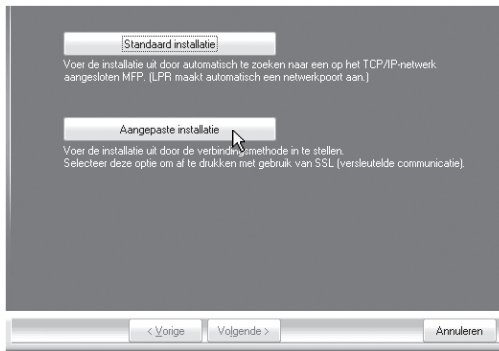 Standaard installatie
Voer de installatie uit door automatisch te zoeken naar een op het TCP/IP-netwerk
aangesloten MFP. (LPR maakt automatisch een netwerkpoort aan.)
Aangepaste installatie
Voer de installatie uit door de verbindingsmethode in te stellen.
Selecteer deze optie om af te drukken met gebruik van SSL (versleutelde communicatie).
< Vorige
Volgende >
Annuleren